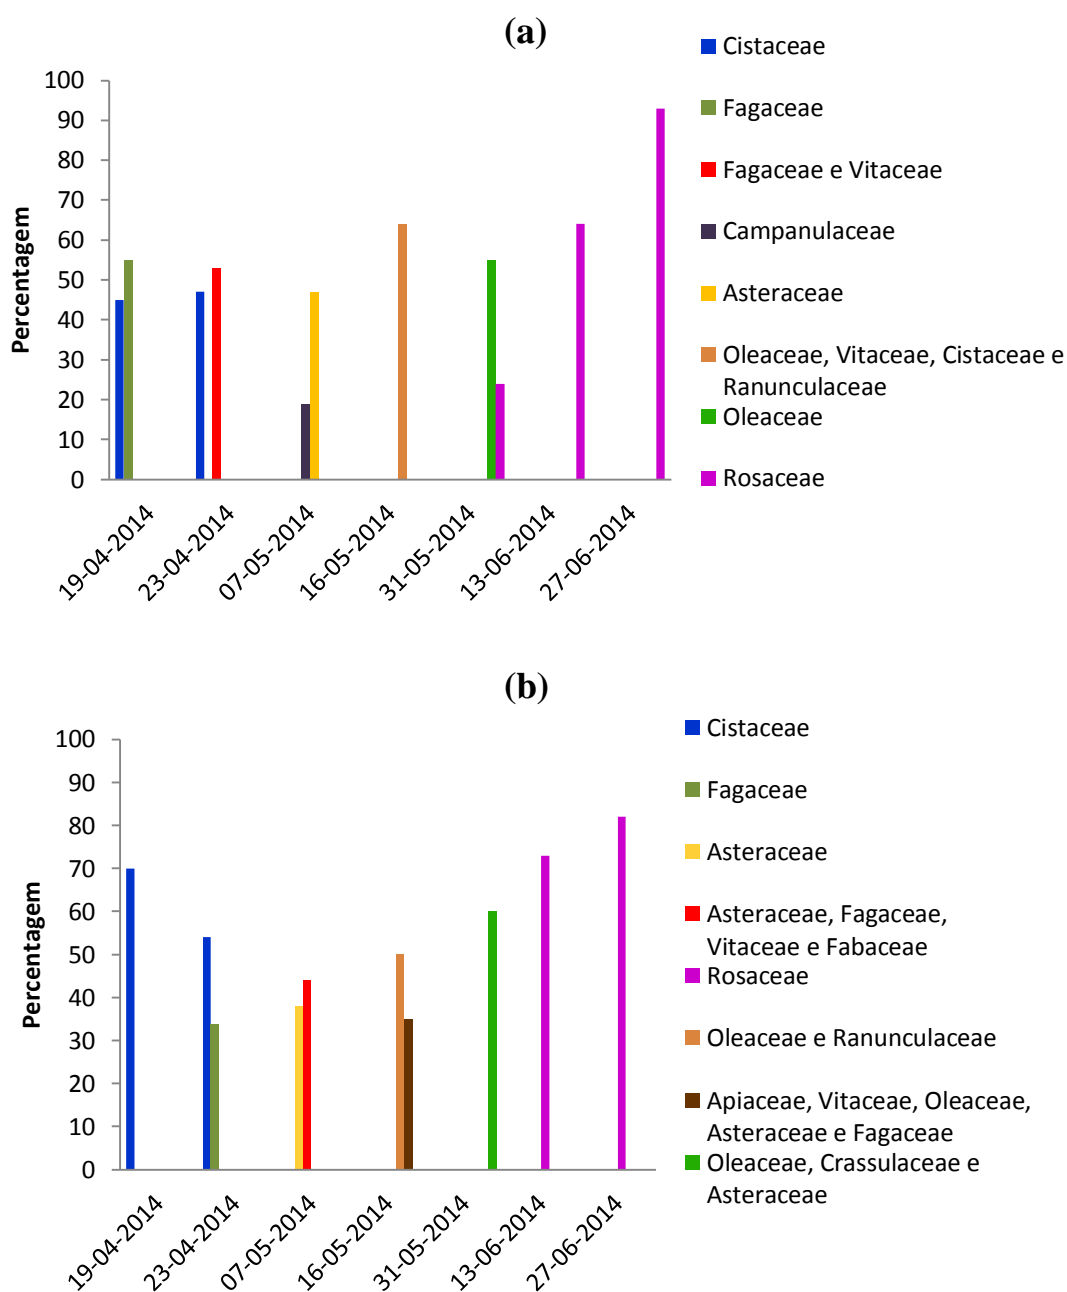 (a)
Percentagem
100
90
80
70
60
50
40
30
20
10
0
19-04-2014
23-04-2014
07-05-2014
16-05-2014
31-05-2014
13-06-2014
27-06-2014
Cistaceae
Fagaceae
Fagaceae e Vitaceae
Campanulaceae
Asteraceae
Oleaceae, Vitaceae, Cistaceae e
Ranunculaceae
Oleaceae
Rosaceae
(b)
Percentagem
100
90
80
70
60
50
40
30
20
10
0
19-04-2014
23-04-2014
07-05-2014
16-05-2014
31-05-2014
13-06-2014
27-06-2014
Cistaceae
Fagaceae
Asteraceae
Asteraceae, Fagaceae,
Vitaceae e Fabaceae
Rosaceae
Oleaceae e Ranunculaceae
Apiaceae, Vitaceae, Oleaceae,
Asteraceae e Fagaceae
Oleaceae, Crassulaceae e
Asteraceae